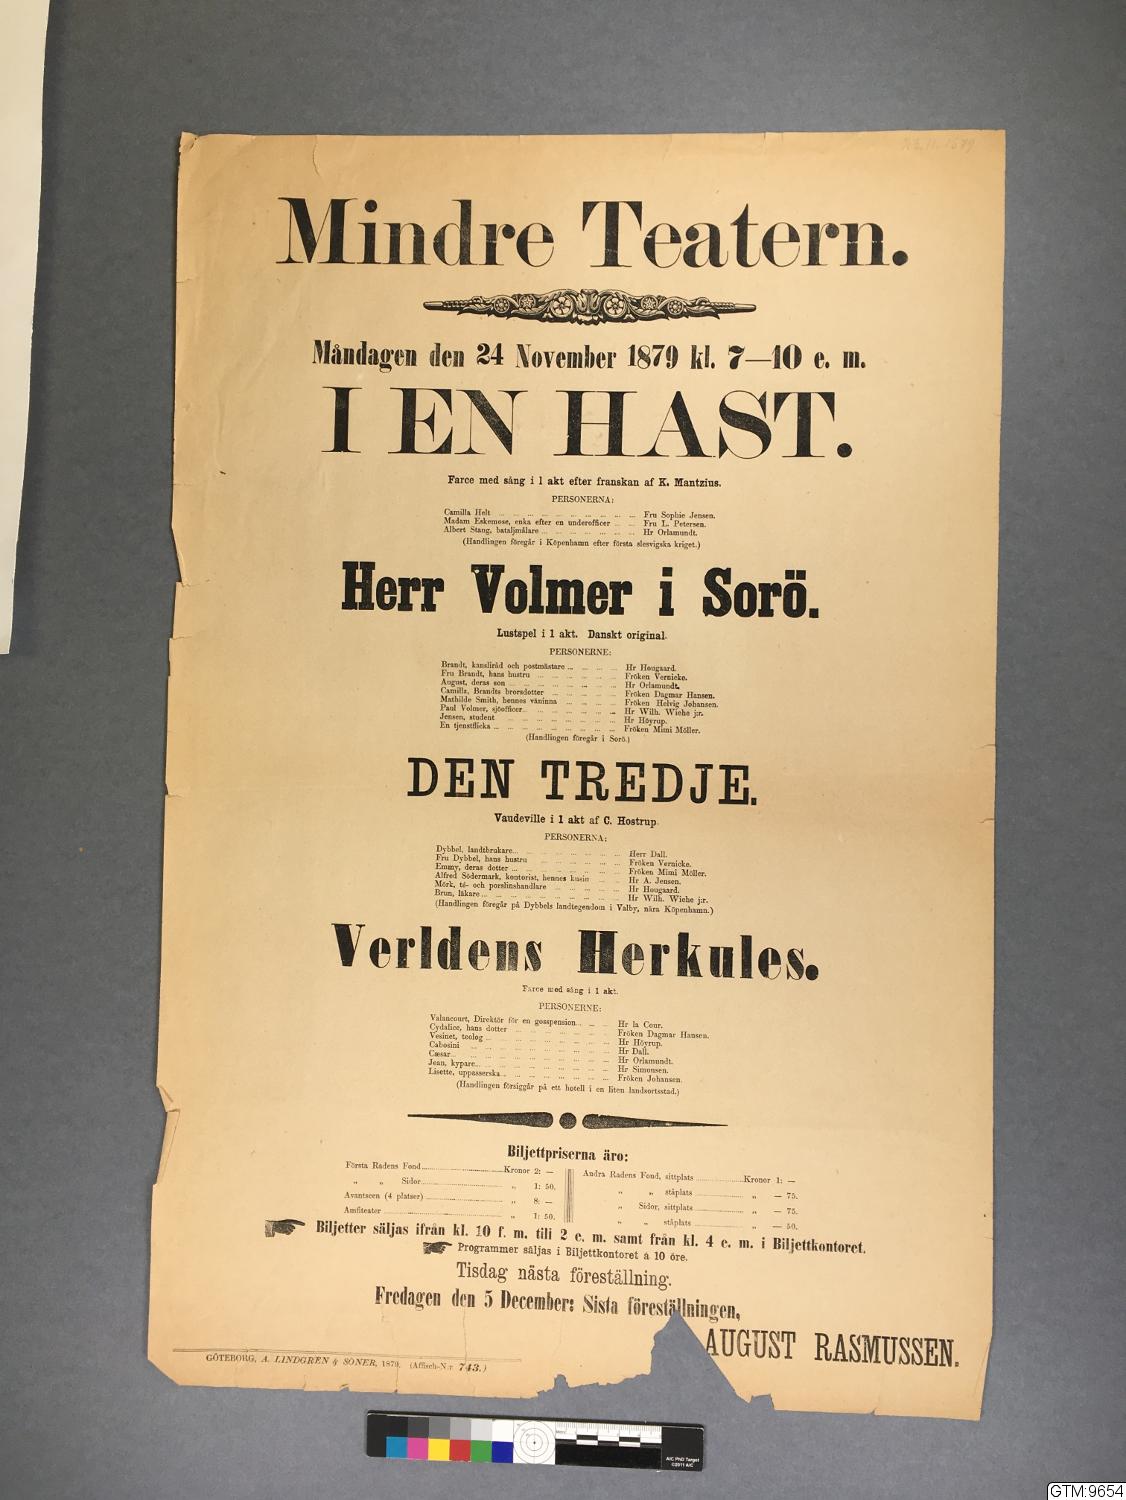 Mindre Teatern.
Måndagen den 24 November 1879 kl. 7—10 e. m.
I EN HAST.
Farce med sång i 1 akt efter franskan af K. Mantzius.
PERSONERNA:
Camilla Helt ... Fru Sophie Jensen.
Madam Eskemose, enka efter en underofficer ... Fru L. Petersen.
Albert Stang, bataljmålare ... Hr Orlamundt.
(Handlingen föregår i Köpenhamn efter första slesvigska kriget.)
Herr Volmer i Sorö.
Lustspel i 1 akt. Danskt original.
PERSONERNE:
Brandt, kansliråd och postmästare ... Hr Hougaard.
Fru Brandt, hans hustru ... Fröken Vernicke.
August, deras son ... Hr Orlamundt.
Camilla, Brandts brorsdotter ... Fröken Dagmar Hansen.
Mathilde Smith, hennes väninna ... Fröken Helvig Johansen.
Paul Volmer, sjöofficer ... Hr Wilh. Wiehe j:r.
Jensen, student ... Hr Höyrup.
En tjenstflicka ... Fröken Mimi Möller.
(Handlingen föregår i Sorö.)
DEN TREDJE.
Vaudeville i 1 akt af C. Hostrup.
PERSONERNA:
Dybbel, landtbrukare ... Herr Dall.
Fru Dybbel, hans hustru ... Fröken Vernicke.
Emmy, deras dotter ... Fröken Mimi Möller.
Alfred Södermark, kontorist, hennes kusin ... Hr A. Jensen.
Mörk, té- och porslinshandlare ... Hr Hougaard.
Brun, läkare ... Hr Wilh. Wiehe j:r.
(Handlingen föregår på Dybbels landtegendom i Valby, nära Köpenhamn.)
Verldens Herkules.
Farce med sång i 1 akt.
PERSONERNE:
Valancourt, Direktör för en gosspension ... Hr la Cour.
Cydalice, hans dotter ... Fröken Dagmar Hansen.
Vesinet, teolog ... Hr Höyrup.
Cabosini ... Hr Dall.
Cæsar ... Hr Orlamundt.
Jean, kypare ... Hr Simonsen.
Lisette, uppasserska ... Fröken Johansen.
(Handlingen försiggår på ett hotell i en liten landsortsstad.)
Biljettpriserna äro:
Första Radens Fond ... Kronor 2: —
„ „ Sidor ... „ 1: 50.
Avantscen (4 platser) ... „ 8: —
Amfiteater ... „ 1: 50.
Andra Radens Fond, sittplats ... Kronor 1: —
„ „ ståplats ... „ — 75.
„ Sidor, sittplats ... „ — 75.
„ „ ståplats ... „ — 50.
Biljetter säljas ifrån kl. 10 f. m. till 2 e. m. samt från kl. 4 e. m. i Biljettkontoret.
Programmer säljas i Biljettkontoret à 10 öre.
Tisdag nästa föreställning.
Fredagen den 5 December: Sista föreställningen,
AUGUST RASMUSSEN.
GÖTEBORG, A. LINDGREN & SÖNER, 1879. (Affisch-N:r 743.)
AIC PhD Target
©2011 AIC
GTM:9654